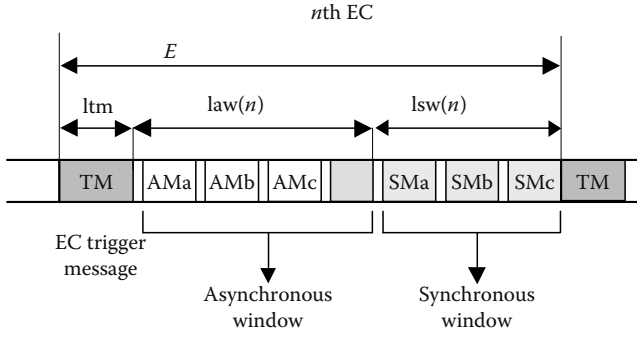 nth EC
E
ltm
law(n)
lsw(n)
TM
AMa
AMb
AMc
SMa
SMb
SMc
TM
EC trigger
message
Asynchronous
window
Synchronous
window